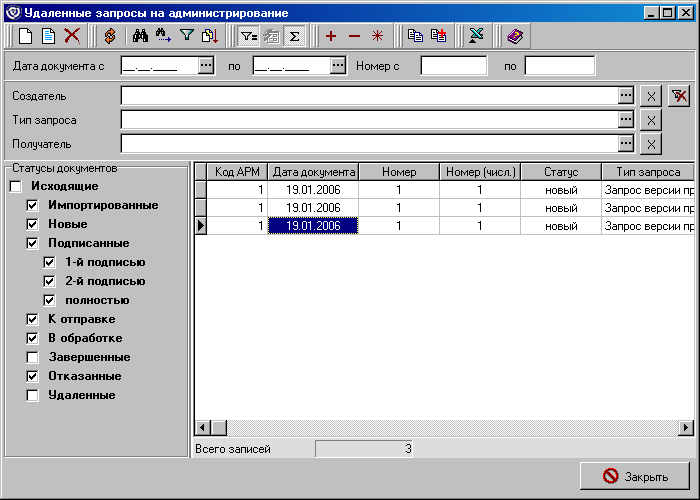 Удаленные запросы на администрирование
Дата документа с __.__.____ по __.__.____ Номер с по
Создатель
Тип запроса
Получатель
Статусы документов
Исходящие
Импортированные
Новые
Подписанные
1-й подписью
2-й подписью
полностью
К отправке
В обработке
Завершенные
Отказанные
Удаленные
Код АРМ Дата документа Номер Номер (числ.) Статус Тип запроса
1 19.01.2006 1 1 новый Запрос версии пр
1 19.01.2006 1 1 новый Запрос версии пр
1 19.01.2006 1 1 новый Запрос версии пр
Всего записей 3
Закрыть